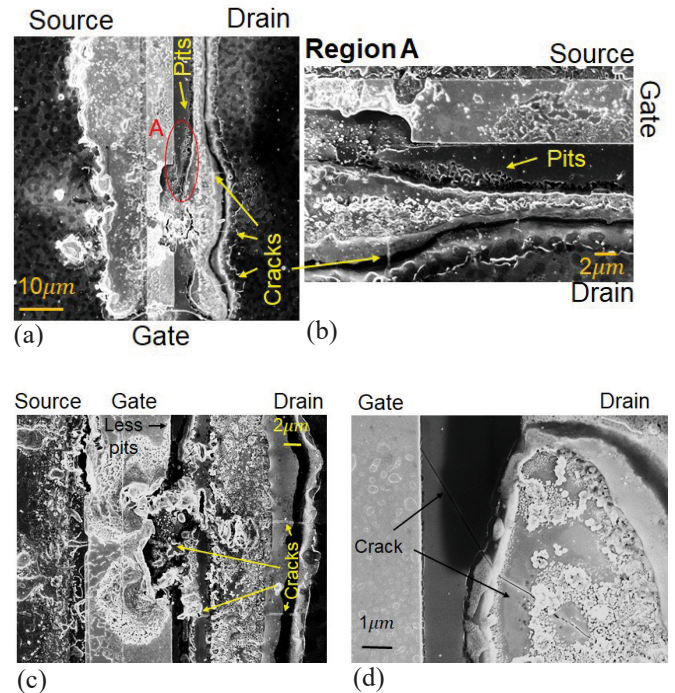 Source Drain
Pits
A
Cracks
10μm
Gate
(a)
Region A
Source
Gate
Pits
2μm
Drain
(b)
Source Gate Drain
Less
pits
2μm
Cracks
(c)
Gate Drain
Crack
1μm
(d)